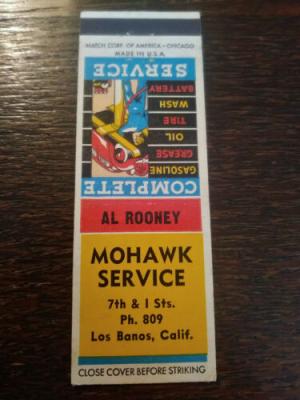 MATCH CORP. OF AMERICA - CHICAGO
MADE IN U.S.A.
COMPLETE
GASOLINE
GREASE
OIL
TIRE
WASH
BATTERY
SERVICE
AL ROONEY
MOHAWK
SERVICE
7th & I Sts.
Ph. 809
Los Banos, Calif.
CLOSE COVER BEFORE STRIKING